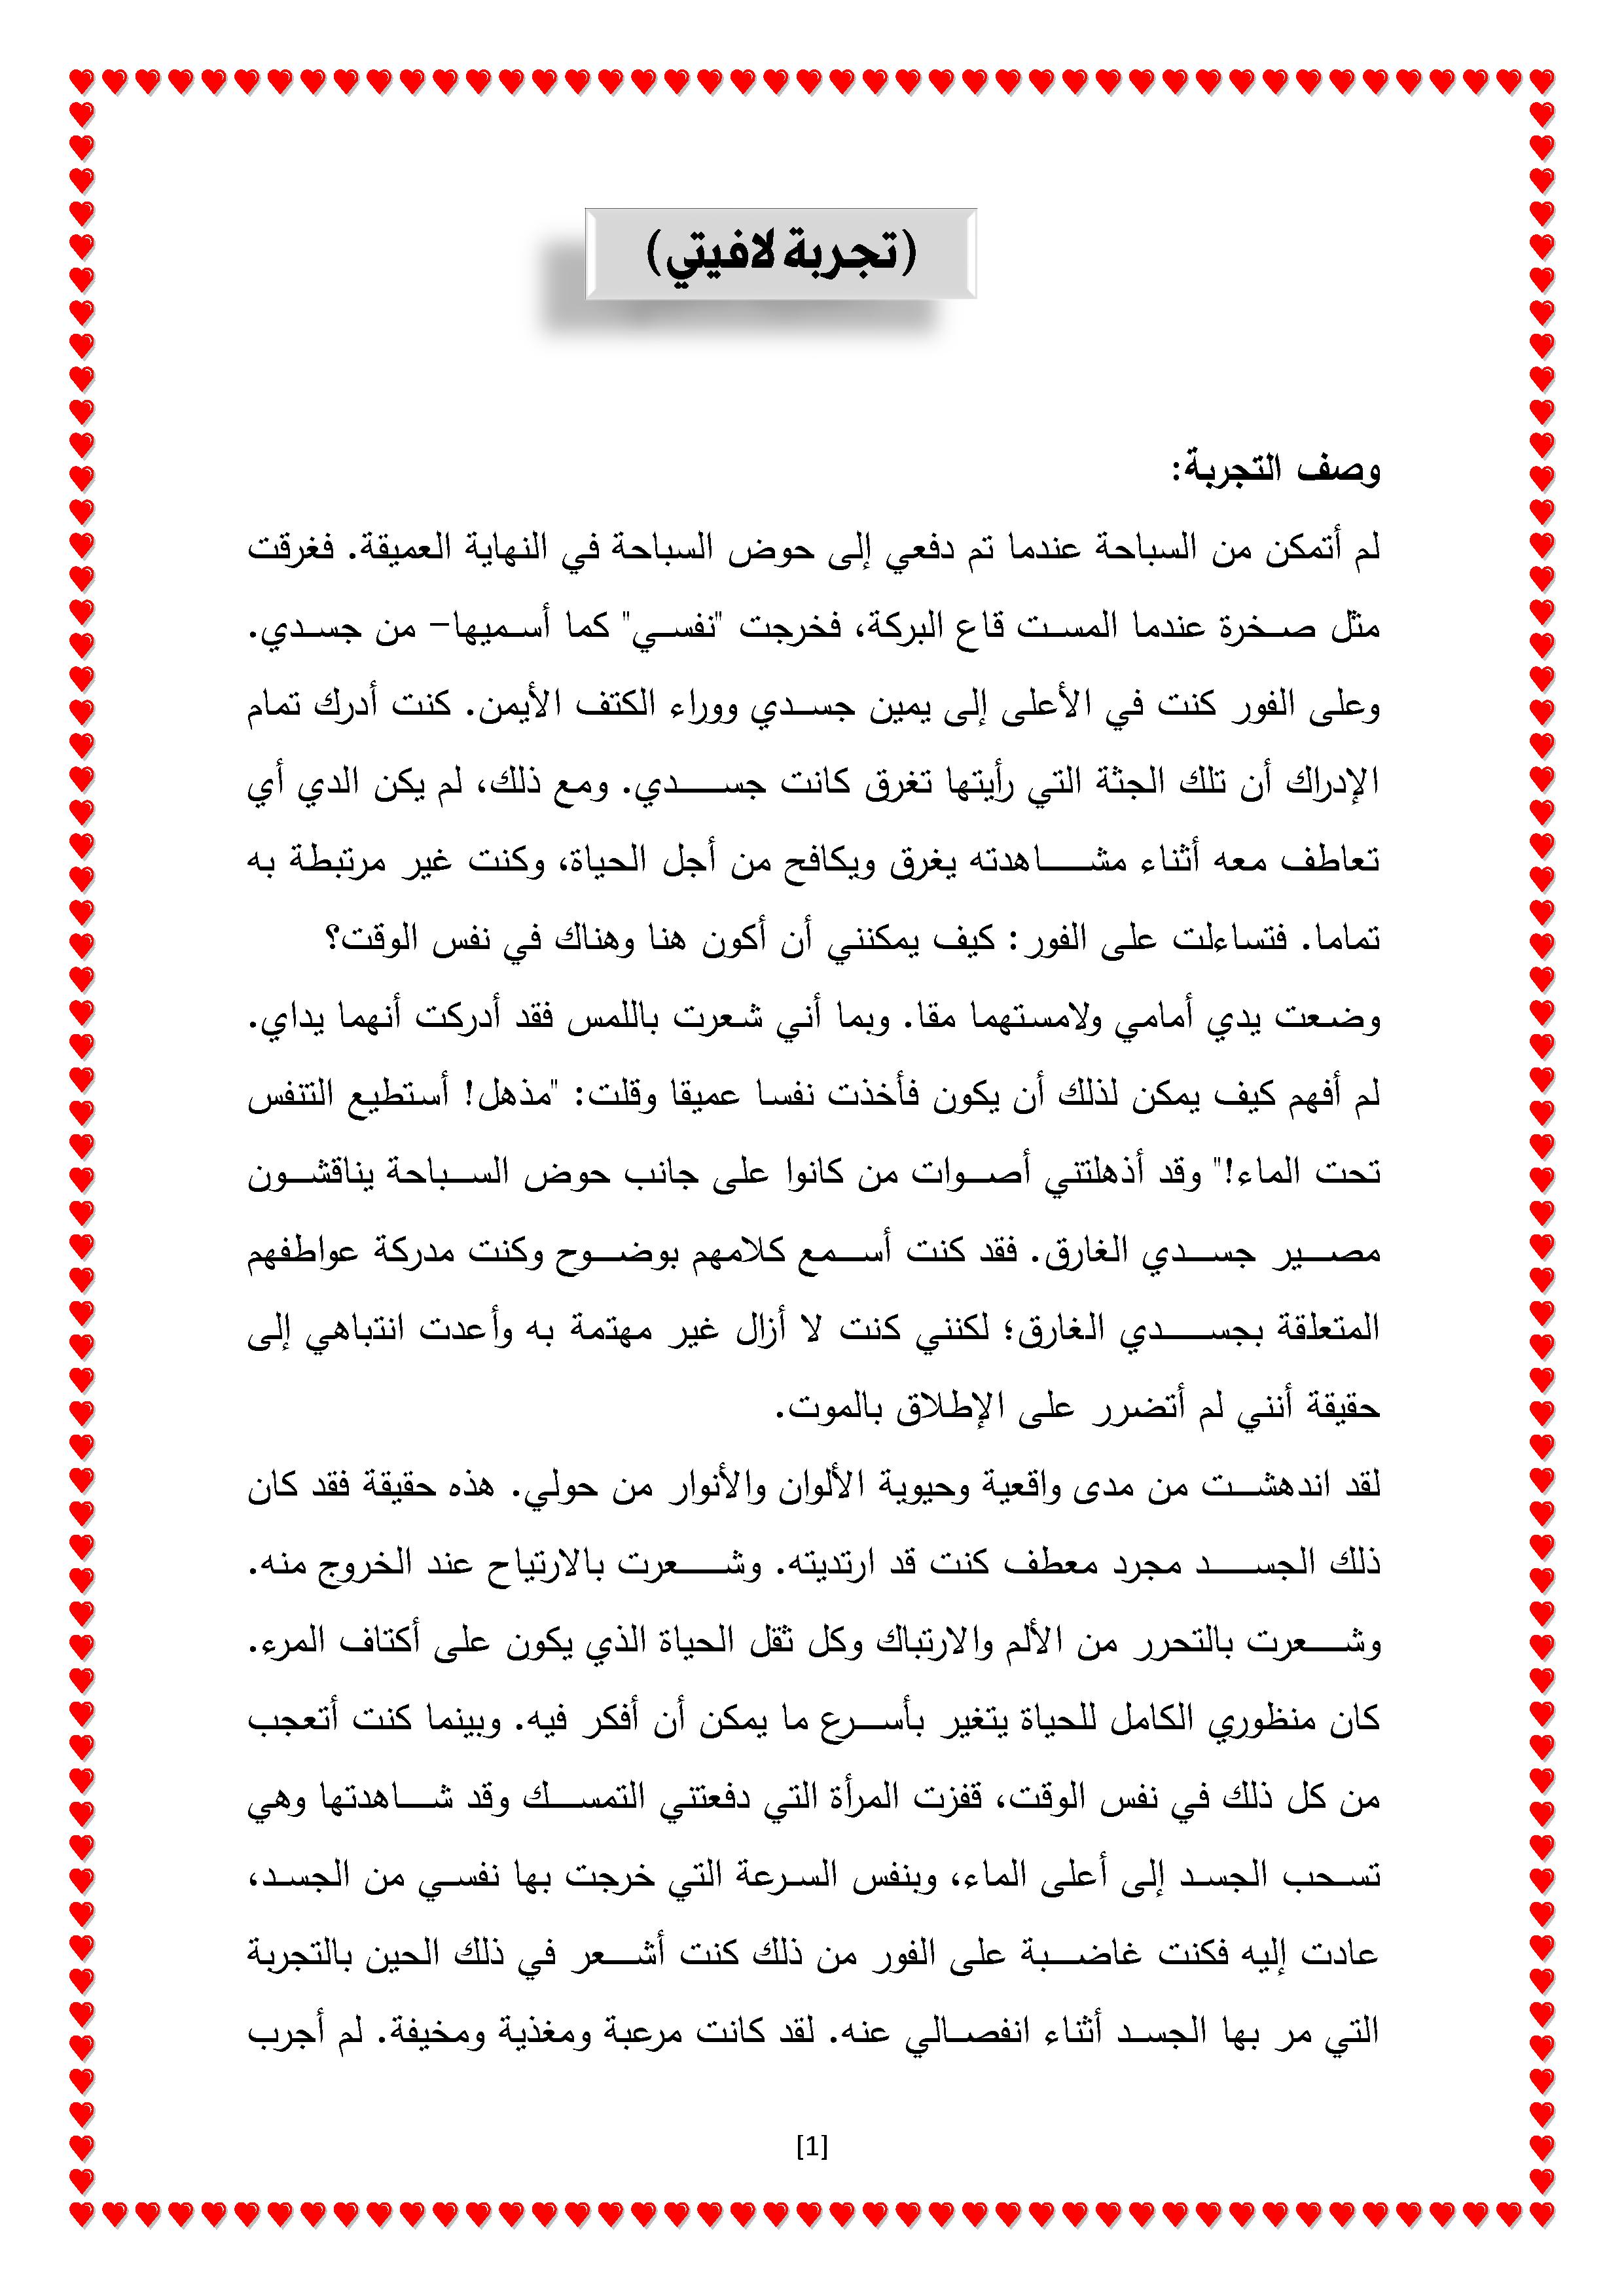 (تجربة لافيتي)
وصف التجربة:
لم أتمكن من السباحة عندما تم دفعي إلى حوض السباحة في النهاية العميقة. فغرقت
مثل صخرة عندما المست قاع البركة، فخرجت "نفسي" كما أسميها– من جسدي.
وعلى الفور كنت في الأعلى إلى يمين جسدي ووراء الكتف الأيمن. كنت أدرك تمام
الإدراك أن تلك الجثة التي رأيتها تغرق كانت جسدي. ومع ذلك، لم يكن الدي أي
تعاطف معه أثناء مشاهدته يغرق ويكافح من أجل الحياة، وكنت غير مرتبطة به
تماما. فتساءلت على الفور: كيف يمكنني أن أكون هنا وهناك في نفس الوقت؟
وضعت يدي أمامي ولامستهما مقا. وبما أني شعرت باللمس فقد أدركت أنهما يداي.
لم أفهم كيف يمكن لذلك أن يكون فأخذت نفسا عميقا وقلت: "مذهل! أستطيع التنفس
تحت الماء!" وقد أذهلتني أصوات من كانوا على جانب حوض السباحة يناقشون
مصير جسدي الغارق. فقد كنت أسمع كلامهم بوضوح وكنت مدركة عواطفهم
المتعلقة بجسدي الغارق؛ لكنني كنت لا أزال غير مهتمة به وأعدت انتباهي إلى
حقيقة أنني لم أتضرر على الإطلاق بالموت.
لقد اندهشت من مدى واقعية وحيوية الألوان والأنوار من حولي. هذه حقيقة فقد كان
ذلك الجسد مجرد معطف كنت قد ارتديته. وشعرت بالارتياح عند الخروج منه.
وشعرت بالتحرر من الألم والارتباك وكل ثقل الحياة الذي يكون على أكتاف المرء.
كان منظوري الكامل للحياة يتغير بأسرع ما يمكن أن أفكر فيه. وبينما كنت أتعجب
من كل ذلك في نفس الوقت، قفزت المرأة التي دفعتني التمسك وقد شاهدتها وهي
تسحب الجسد إلى أعلى الماء، وبنفس السرعة التي خرجت بها نفسي من الجسد،
عادت إليه فكنت غاضبة على الفور من ذلك كنت أشعر في ذلك الحين بالتجربة
التي مر بها الجسد أثناء انفصالي عنه. لقد كانت مرعبة ومغذية ومخيفة. لم أجرب
[1]